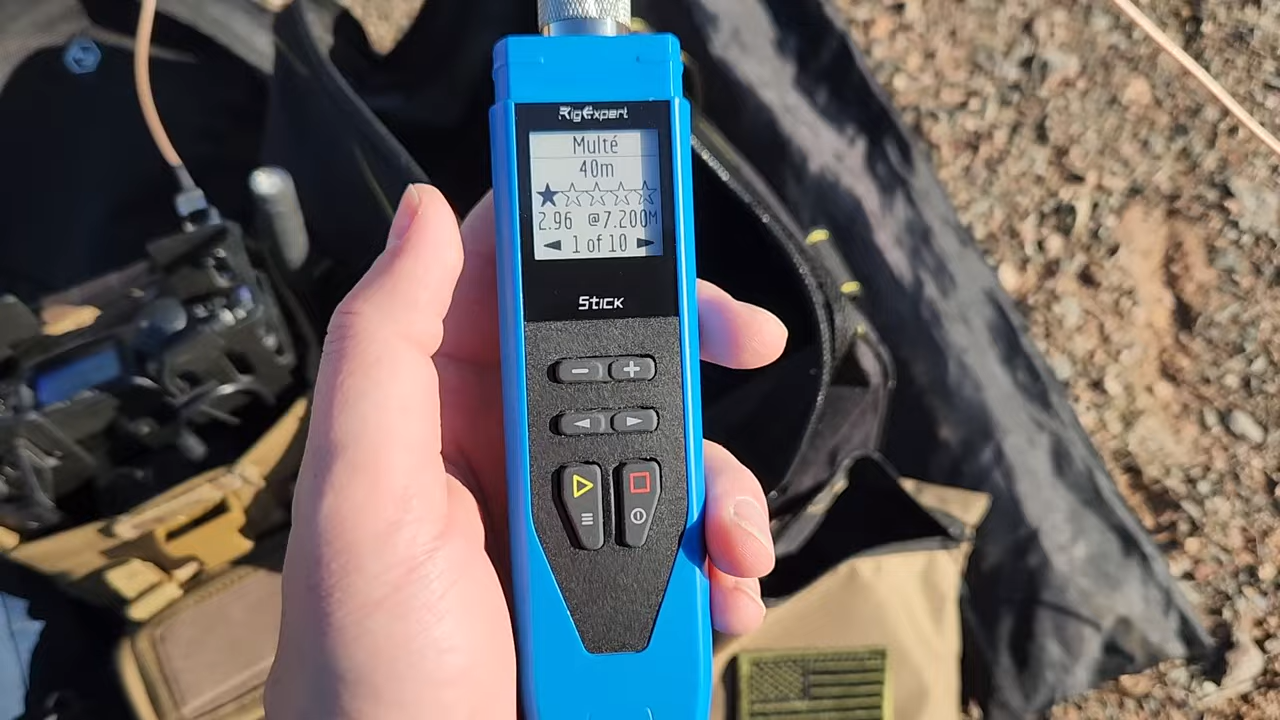 RigExpert
Multé
40m
2.96 @7.200M
◄ 1 of 10 ►
Stick